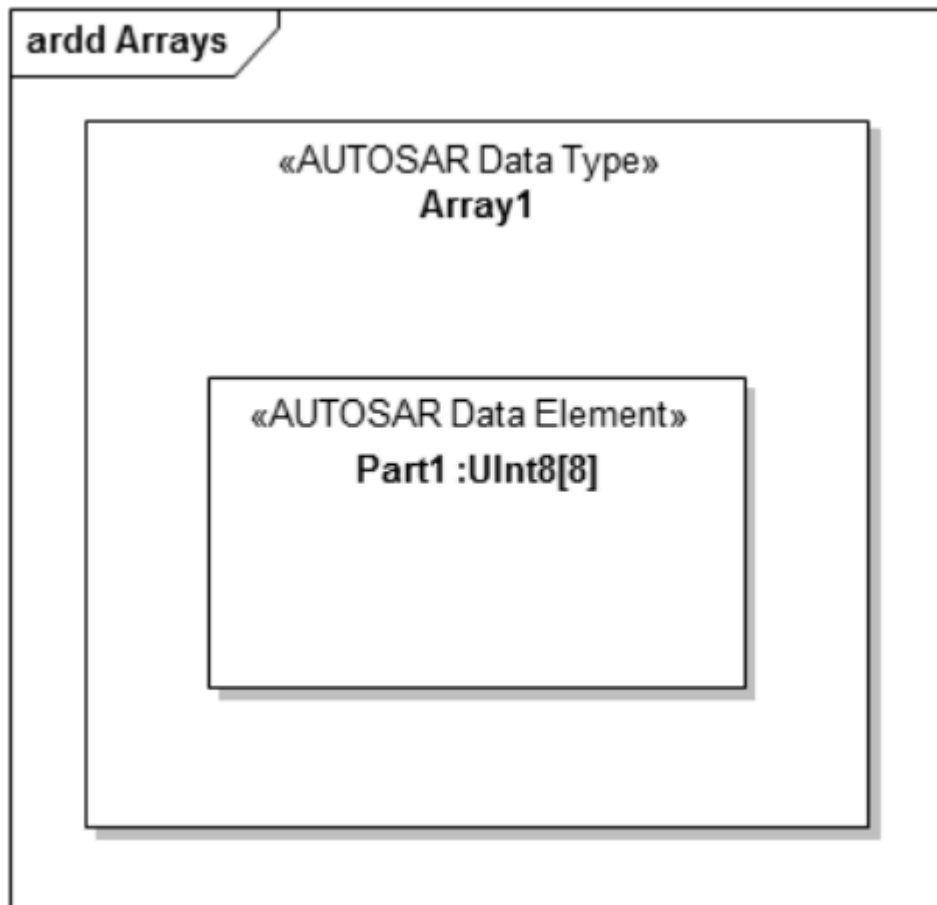 ardd Arrays
«AUTOSAR Data Type»
Array1
«AUTOSAR Data Element»
Part1 :UInt8[8]